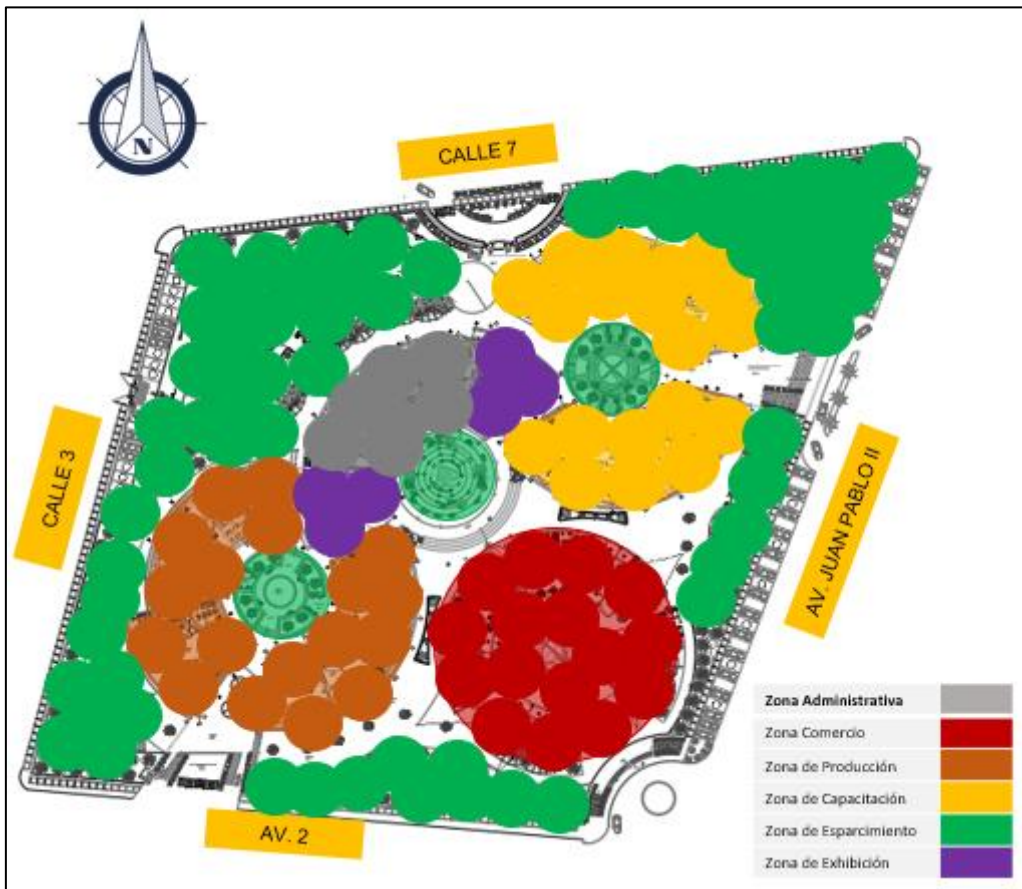 N
CALLE 7
CALLE 3
AV. JUAN PABLO II
AV. 2
Zona Administrativa
Zona Comercio
Zona de Producción
Zona de Capacitación
Zona de Esparcimiento
Zona de Exhibición